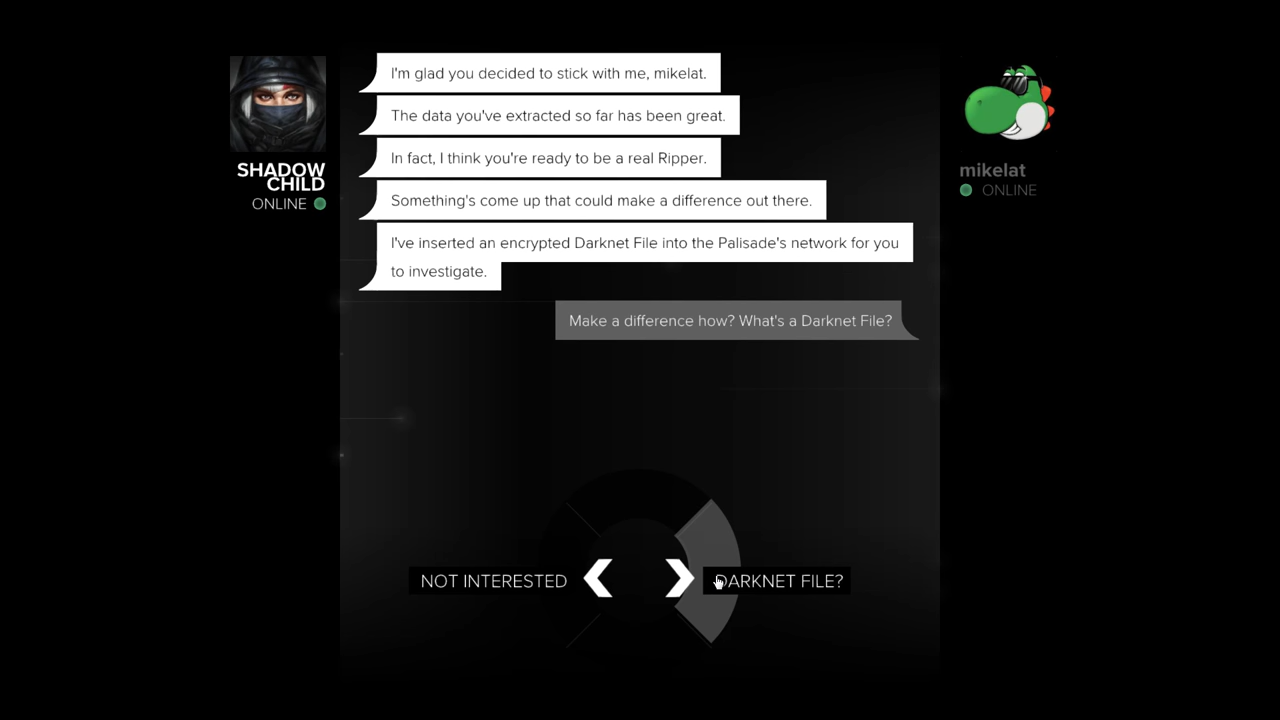 I'm glad you decided to stick with me, mikelat.
The data you've extracted so far has been great.
In fact, I think you're ready to be a real Ripper.
Something's come up that could make a difference out there.
I've inserted an encrypted Darknet File into the Palisade's network for you
to investigate.
Make a difference how? What's a Darknet File?
SHADOW
CHILD
ONLINE
mikelat
ONLINE
NOT INTERESTED
DARKNET FILE?